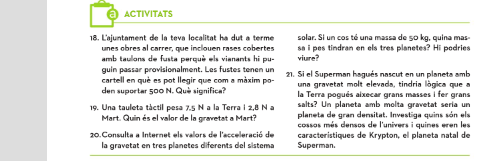 ACTIVITATS
18. L'ajuntament de la teva localitat ha dut a terme
unes obres al carrer, que inclouen rases cobertes
amb taulons de fusta perquè els vianants hi pu-
guin passar provisionalment. Les fustes tenen un
cartell en què es pot llegir que com a màxim po-
den suportar 500 N. Què significa?
19. Una tauleta tàctil pesa 7,5 N a la Terra i 2,8 N a
Mart. Quin és el valor de la gravetat a Mart?
20. Consulta a Internet els valors de l'acceleració de
la gravetat en tres planetes diferents del sistema
solar. Si un cos té una massa de 50 kg, quina mas-
sa i pes tindran en els tres planetes? Hi podries
viure?
21. Si el Superman hagués nascut en un planeta amb
una gravetat molt elevada, tindria lògica que a
la Terra pogués aixecar grans masses i fer grans
salts? Un planeta amb molta gravetat seria un
planeta de gran densitat. Investiga quins són els
cossos més densos de l'univers i quines eren les
característiques de Krypton, el planeta natal de
Superman.